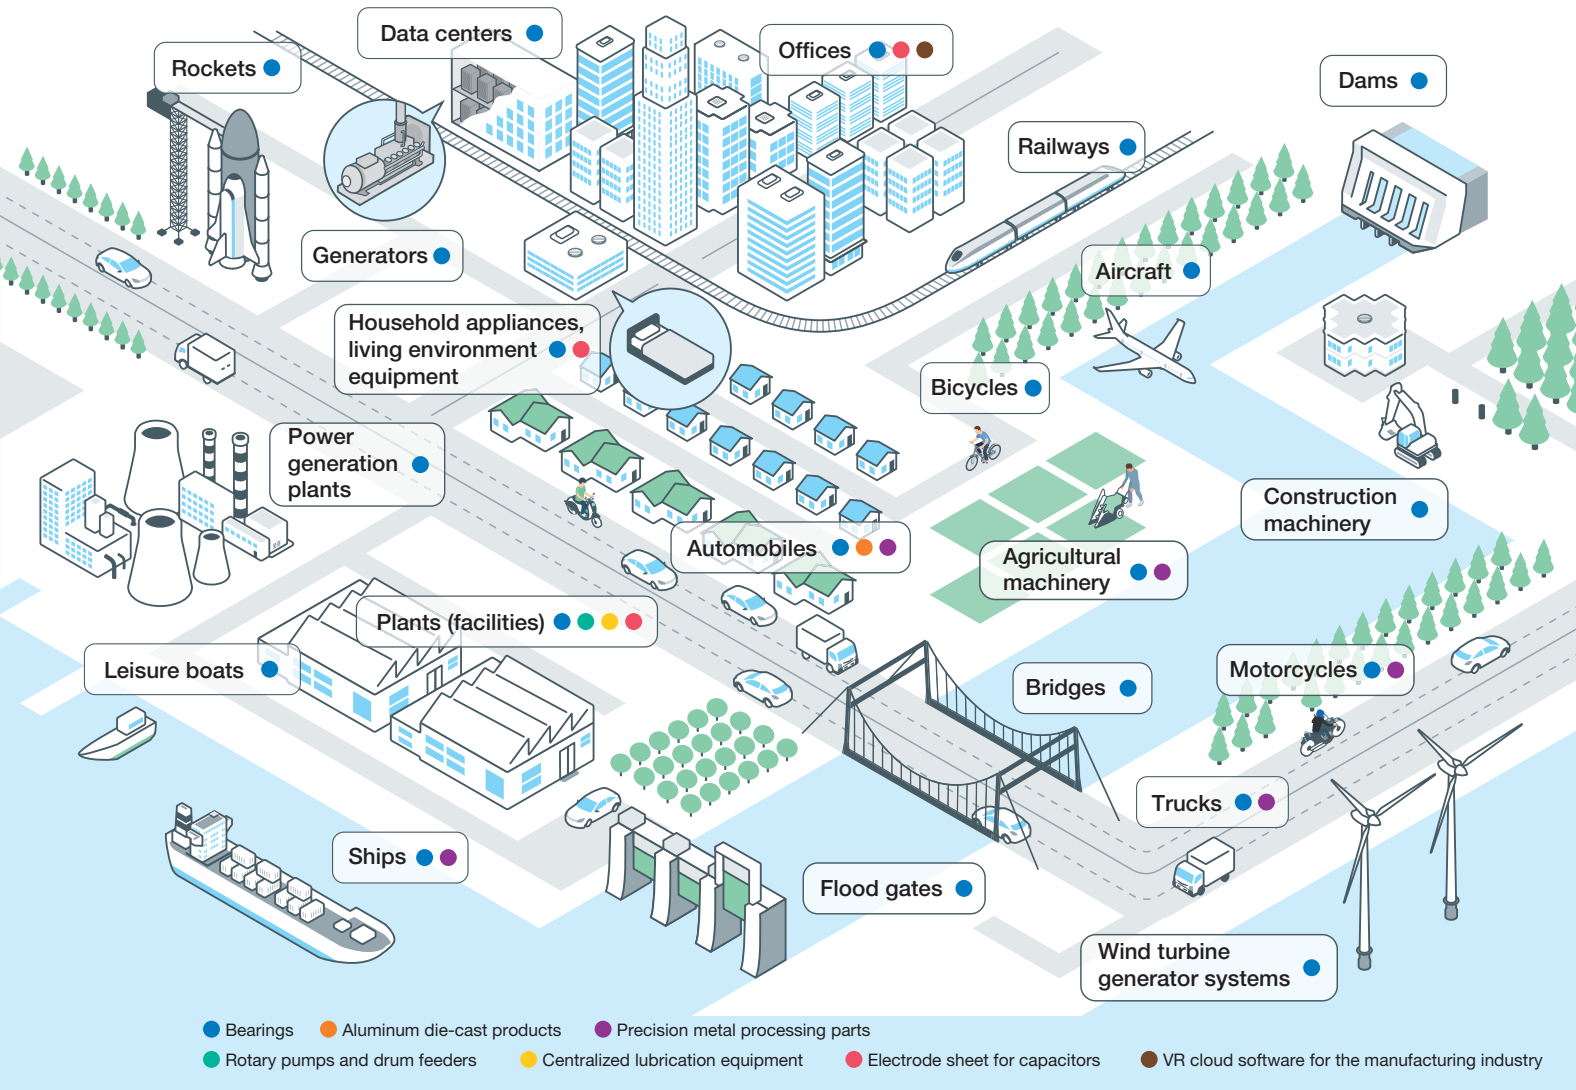 Data centers
Offices
Rockets
Dams
Railways
Generators
Aircraft
Household appliances,
living environment
equipment
Bicycles
Power
generation
plants
Construction
machinery
Automobiles
Agricultural
machinery
Plants (facilities)
Leisure boats
Motorcycles
Bridges
Trucks
Ships
Flood gates
Wind turbine
generator systems
Bearings
Aluminum die-cast products
Precision metal processing parts
Rotary pumps and drum feeders
Centralized lubrication equipment
Electrode sheet for capacitors
VR cloud software for the manufacturing industry